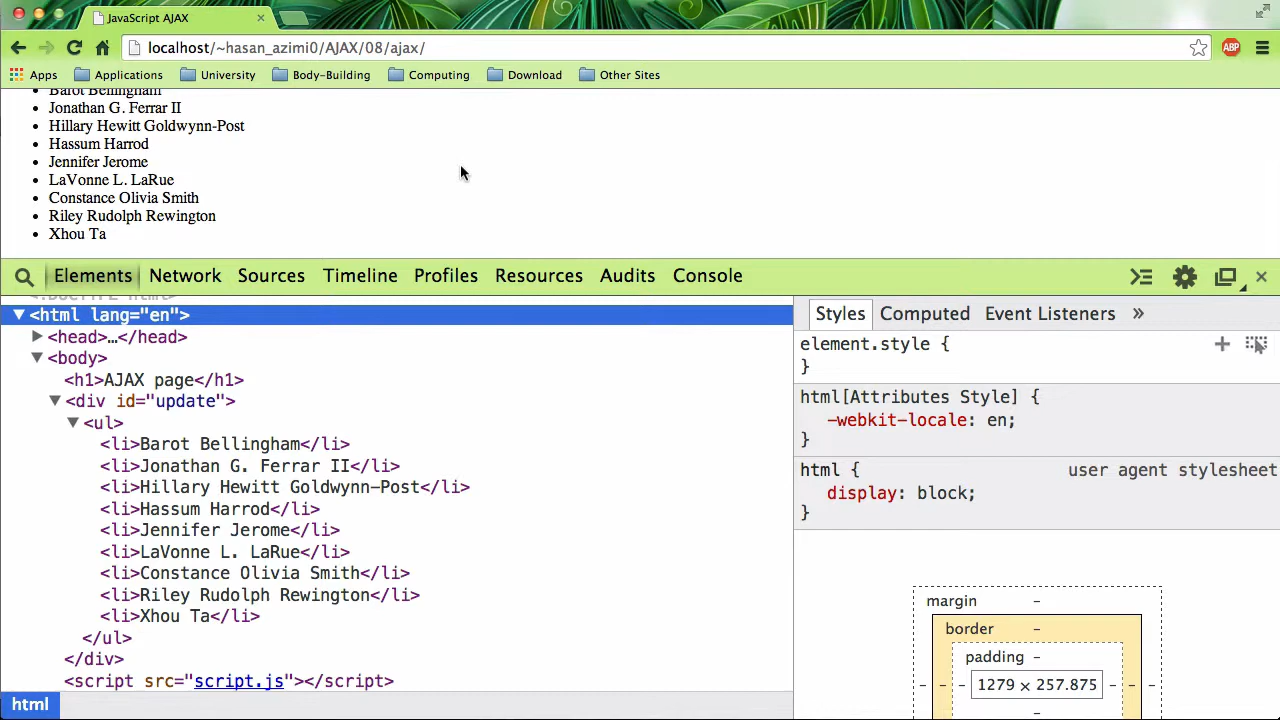 JavaScript AJAX
localhost/~hasan_azimi0/AJAX/08/ajax/
ABP
Apps Applications University Body-Building Computing Download Other Sites
Barot Bellingham
Jonathan G. Ferrar II
Hillary Hewitt Goldwynn-Post
Hassum Harrod
Jennifer Jerome
LaVonne L. LaRue
Constance Olivia Smith
Riley Rudolph Rewington
Xhou Ta
Elements Network Sources Timeline Profiles Resources Audits Console
<!DOCTYPE html>
<html lang="en">
<head>…</head>
<body>
<h1>AJAX page</h1>
<div id="update">
<ul>
<li>Barot Bellingham</li>
<li>Jonathan G. Ferrar II</li>
<li>Hillary Hewitt Goldwynn-Post</li>
<li>Hassum Harrod</li>
<li>Jennifer Jerome</li>
<li>LaVonne L. LaRue</li>
<li>Constance Olivia Smith</li>
<li>Riley Rudolph Rewington</li>
<li>Xhou Ta</li>
</ul>
</div>
<script src="script.js"></script>
html
Styles Computed Event Listeners »
element.style {
}
html[Attributes Style] {
-webkit-locale: en;
}
html { user agent stylesheet
display: block;
}
margin –
border –
padding –
– – – 1279 × 257.875 – – –
–